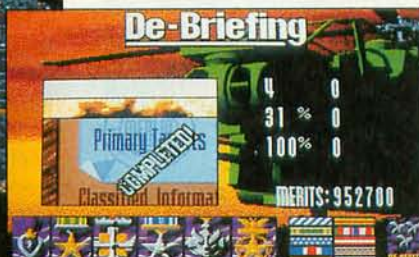 De-Briefing
4 0
31 % 0
100% 0
Primary Targets
COMPLETED!
Classified Informat
MERITS: 952700